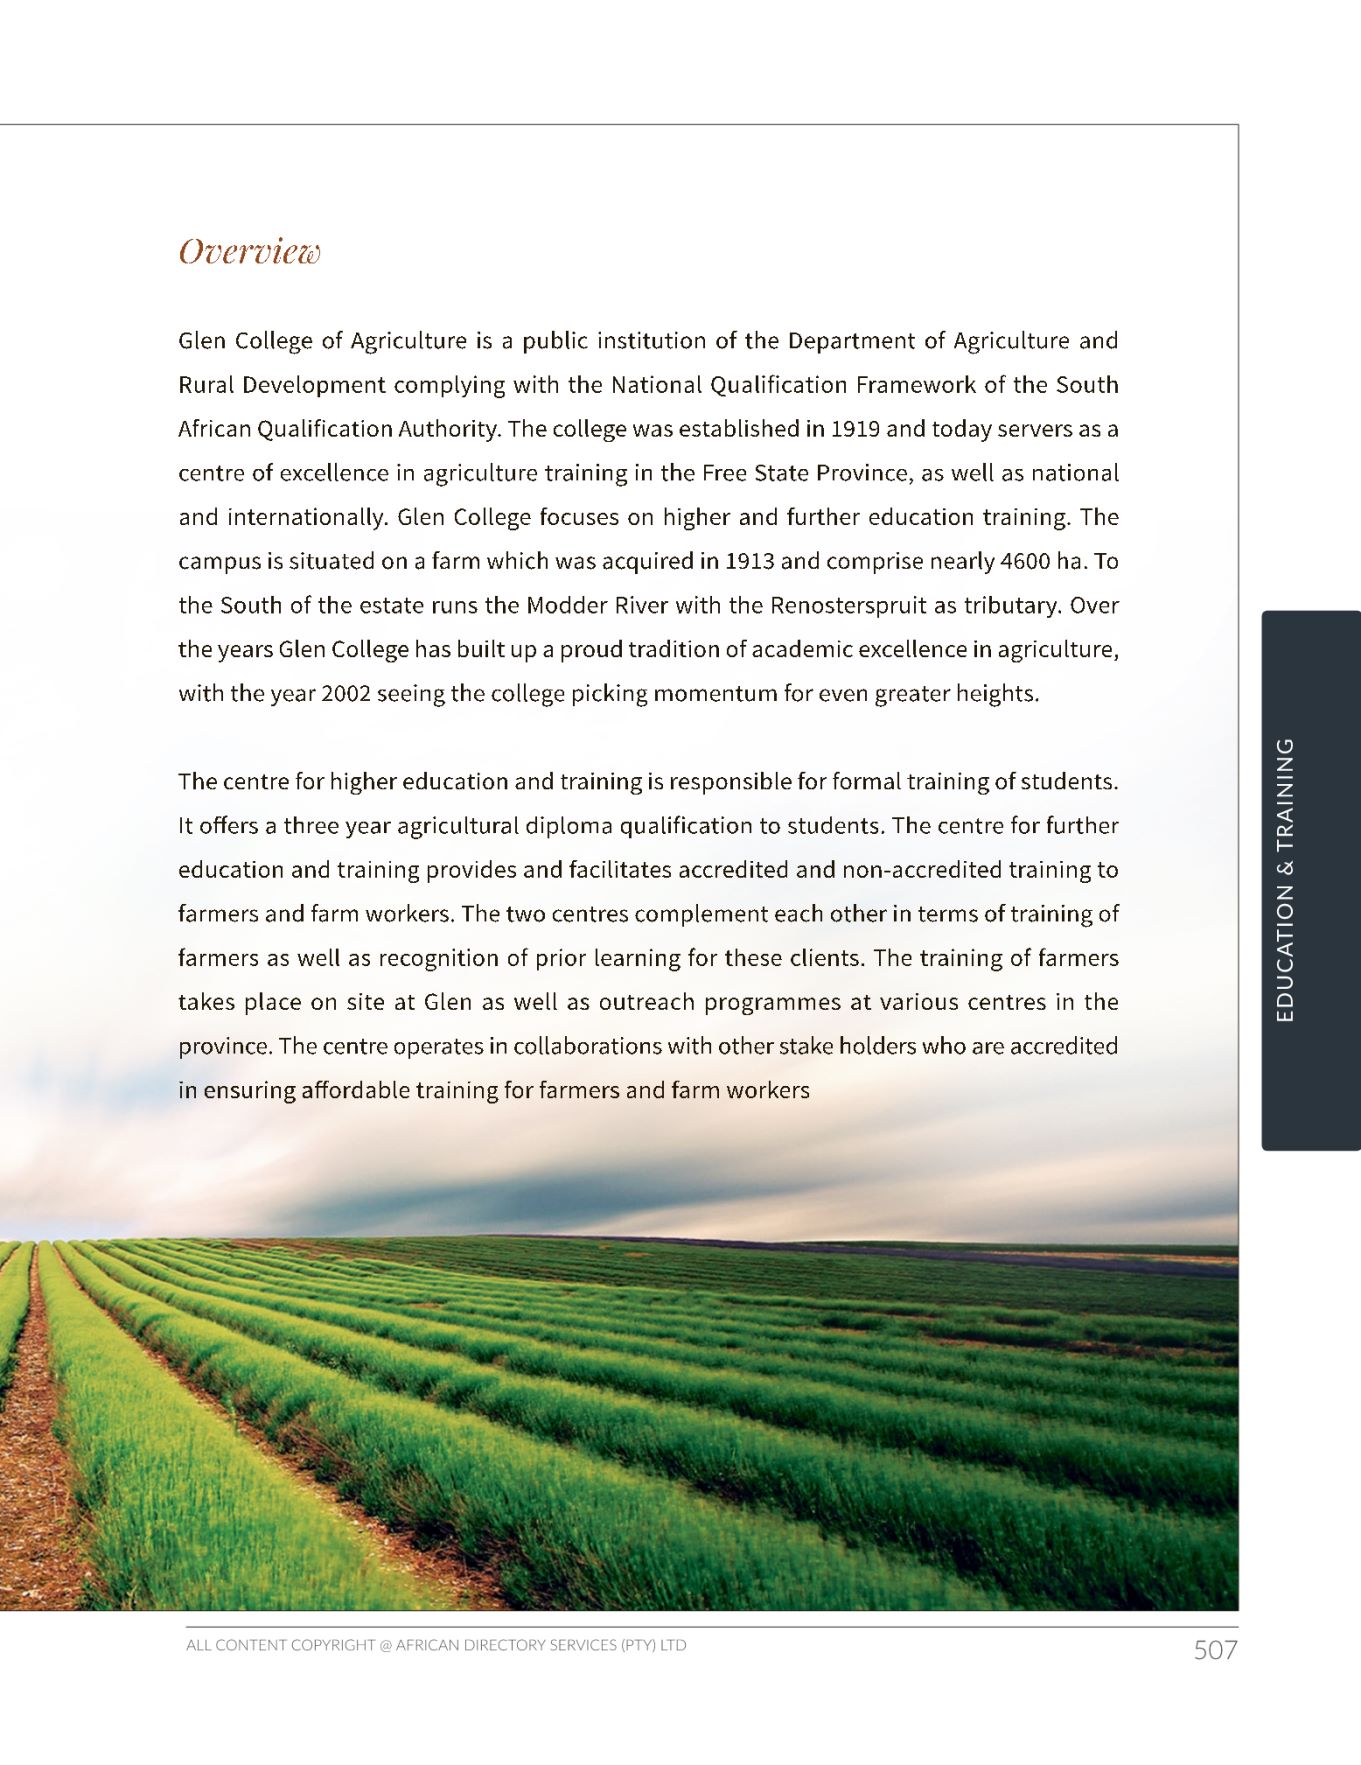 Overview
Glen College of Agriculture is a public institution of the Department of Agriculture and
Rural Development complying with the National Qualification Framework of the South
African Qualification Authority. The college was established in 1919 and today servers as a
centre of excellence in agriculture training in the Free State Province, as well as national
and internationally. Glen College focuses on higher and further education training. The
campus is situated on a farm which was acquired in 1913 and comprise nearly 4600 ha. To
the South of the estate runs the Modder River with the Renosterspruit as tributary. Over
the years Glen College has built up a proud tradition of academic excellence in agriculture,
with the year 2002 seeing the college picking momentum for even greater heights.
The centre for higher education and training is responsible for formal training of students.
It offers a three year agricultural diploma qualification to students. The centre for further
education and training provides and facilitates accredited and non-accredited training to
farmers and farm workers. The two centres complement each other in terms of training of
farmers as well as recognition of prior learning for these clients. The training of farmers
takes place on site at Glen as well as outreach programmes at various centres in the
province. The centre operates in collaborations with other stake holders who are accredited
in ensuring affordable training for farmers and farm workers
EDUCATION & TRAINING
ALL CONTENT COPYRIGHT @ AFRICAN DIRECTORY SERVICES (PTY) LTD
507